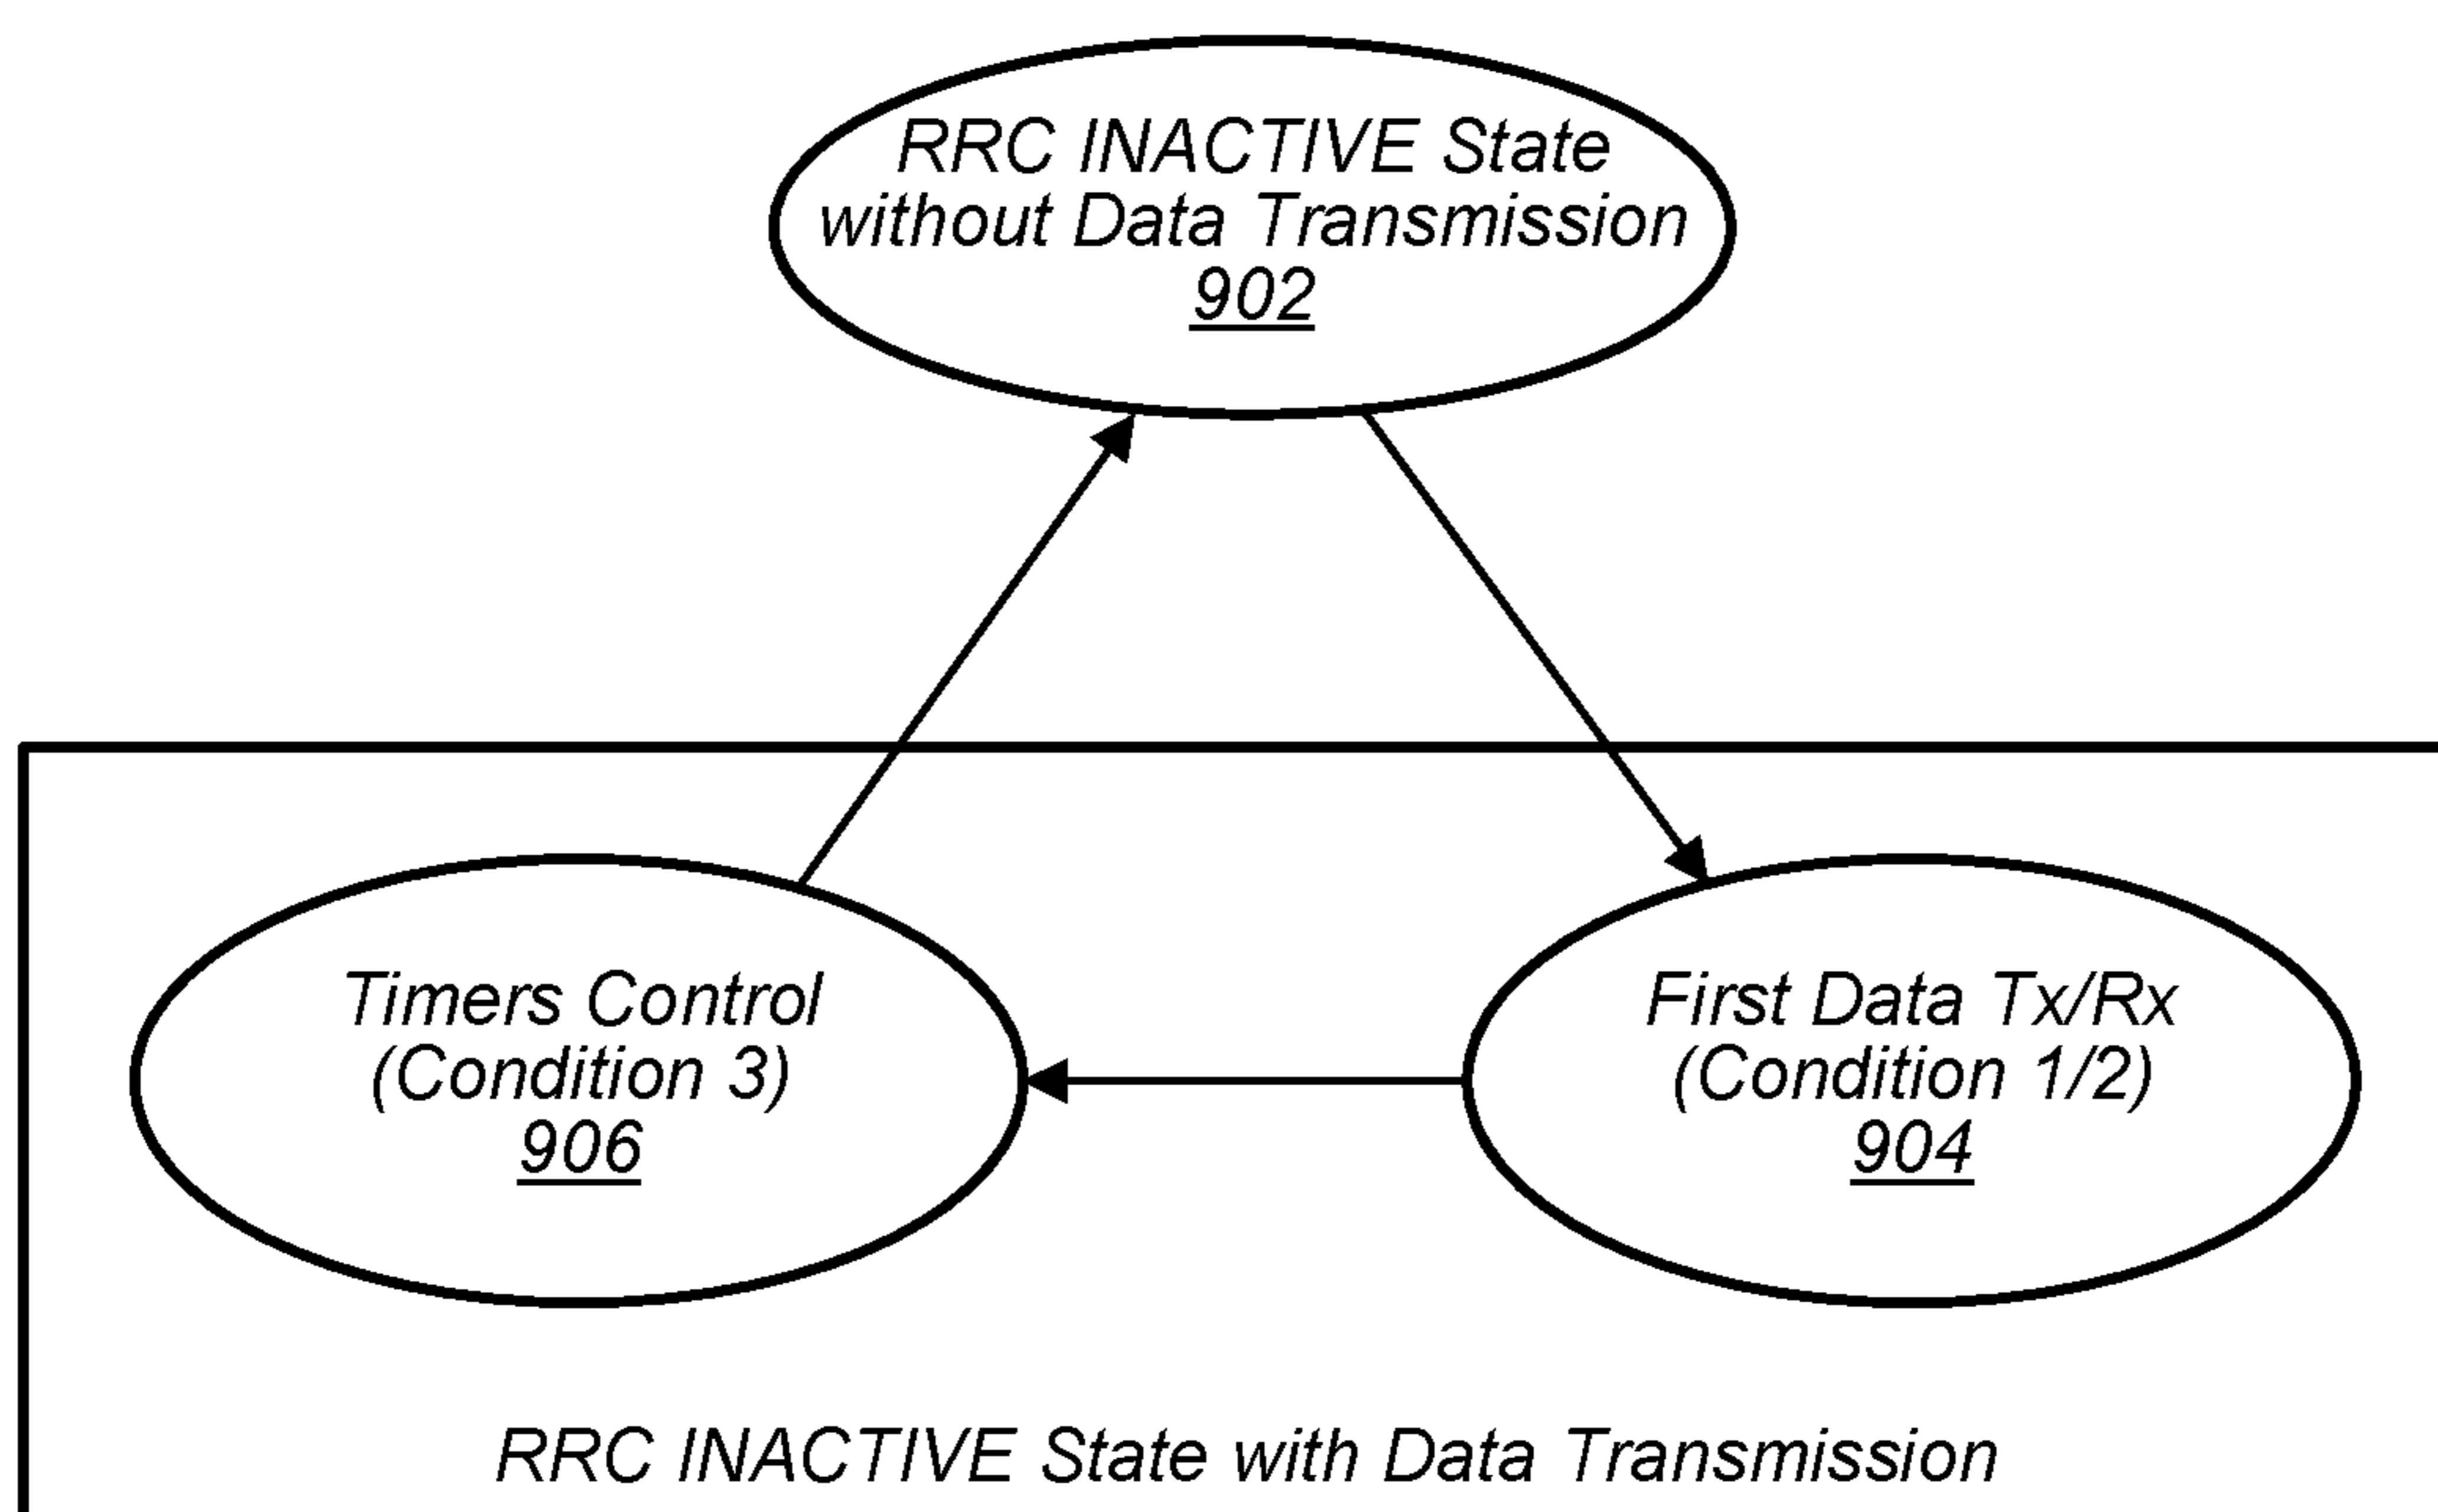 RRC INACTIVE State
without Data Transmission
902
Timers Control
(Condition 3)
906
First Data Tx/Rx
(Condition 1/2)
904
RRC INACTIVE State with Data Transmission